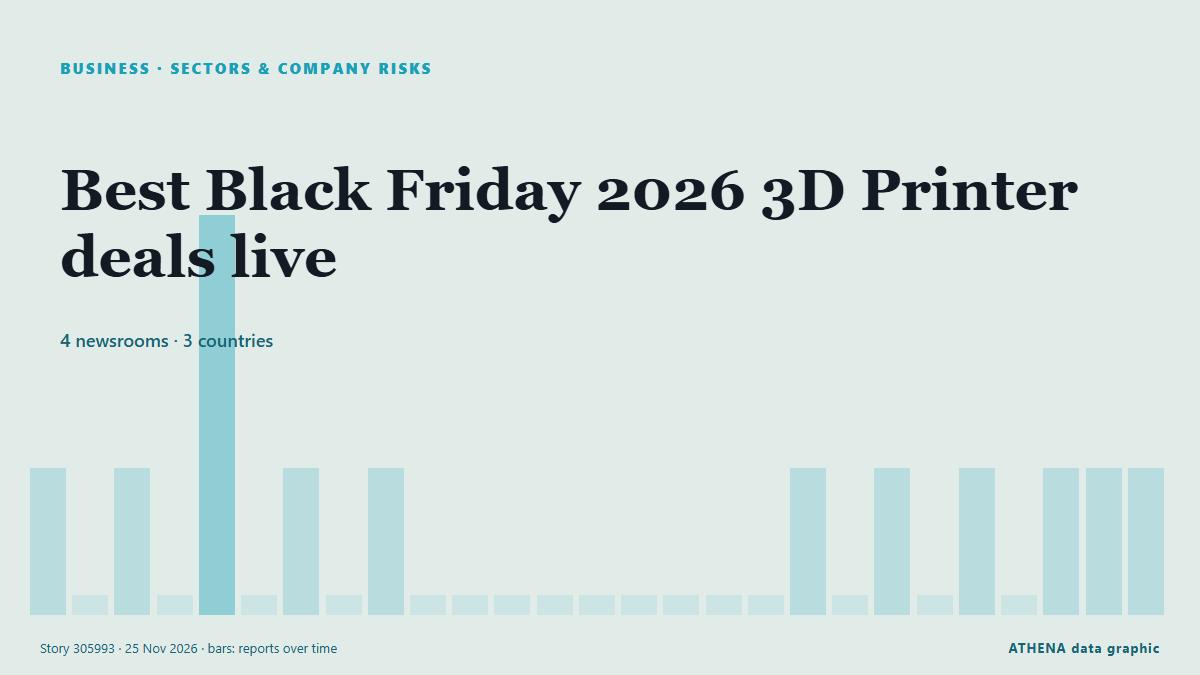 BUSINESS · SECTORS & COMPANY RISKS
Best Black Friday 2026 3D Printer
deals live
4 newsrooms · 3 countries
Story 305993 · 25 Nov 2026 · bars: reports over time
ATHENA data graphic